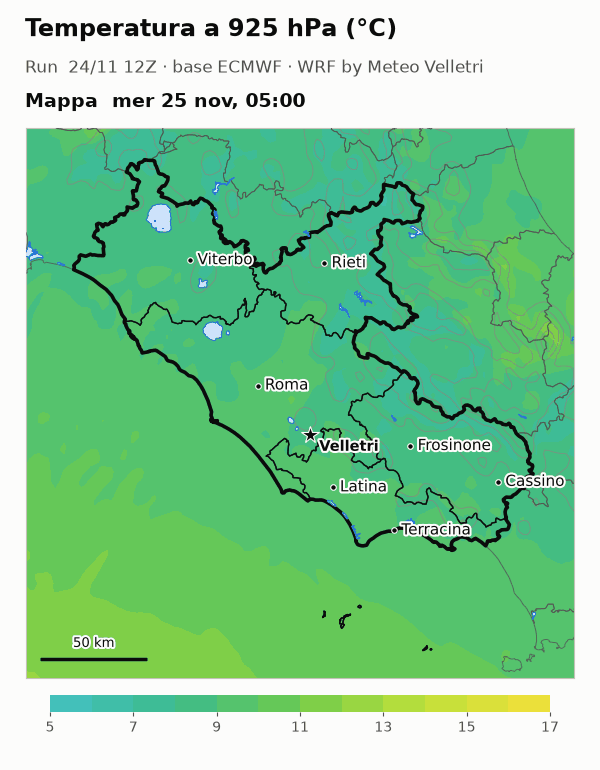 Temperatura a 925 hPa (°C)
Run 24/11 12Z · base ECMWF · WRF by Meteo Velletri
Mappa mer 25 nov, 05:00
Viterbo
Rieti
Roma
Velletri
Frosinone
Latina
Cassino
Terracina
50 km
5 7 9 11 13 15 17